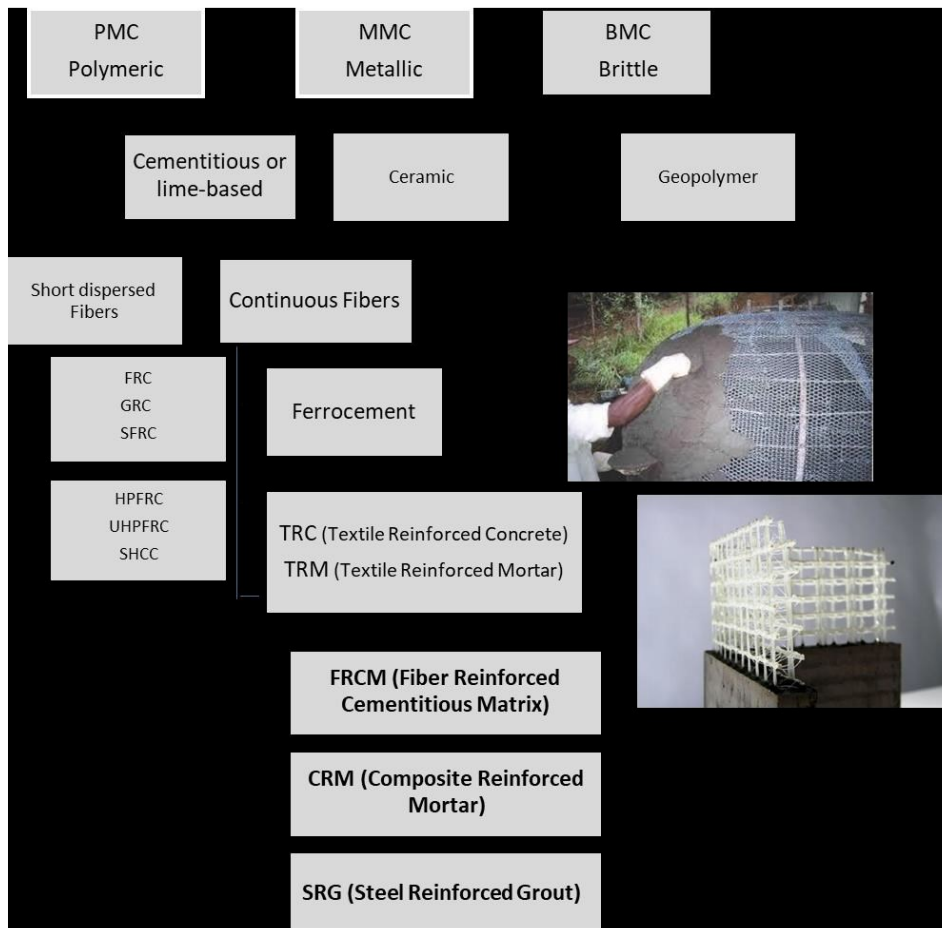 PMC
Polymeric
MMC
Metallic
BMC
Brittle
Cementitious or
lime-based
Ceramic
Geopolymer
Short dispersed
Fibers
Continuous Fibers
FRC
GRC
SFRC
Ferrocement
HPFRC
UHPFRC
SHCC
TRC (Textile Reinforced Concrete)
TRM (Textile Reinforced Mortar)
FRCM (Fiber Reinforced
Cementitious Matrix)
CRM (Composite Reinforced
Mortar)
SRG (Steel Reinforced Grout)